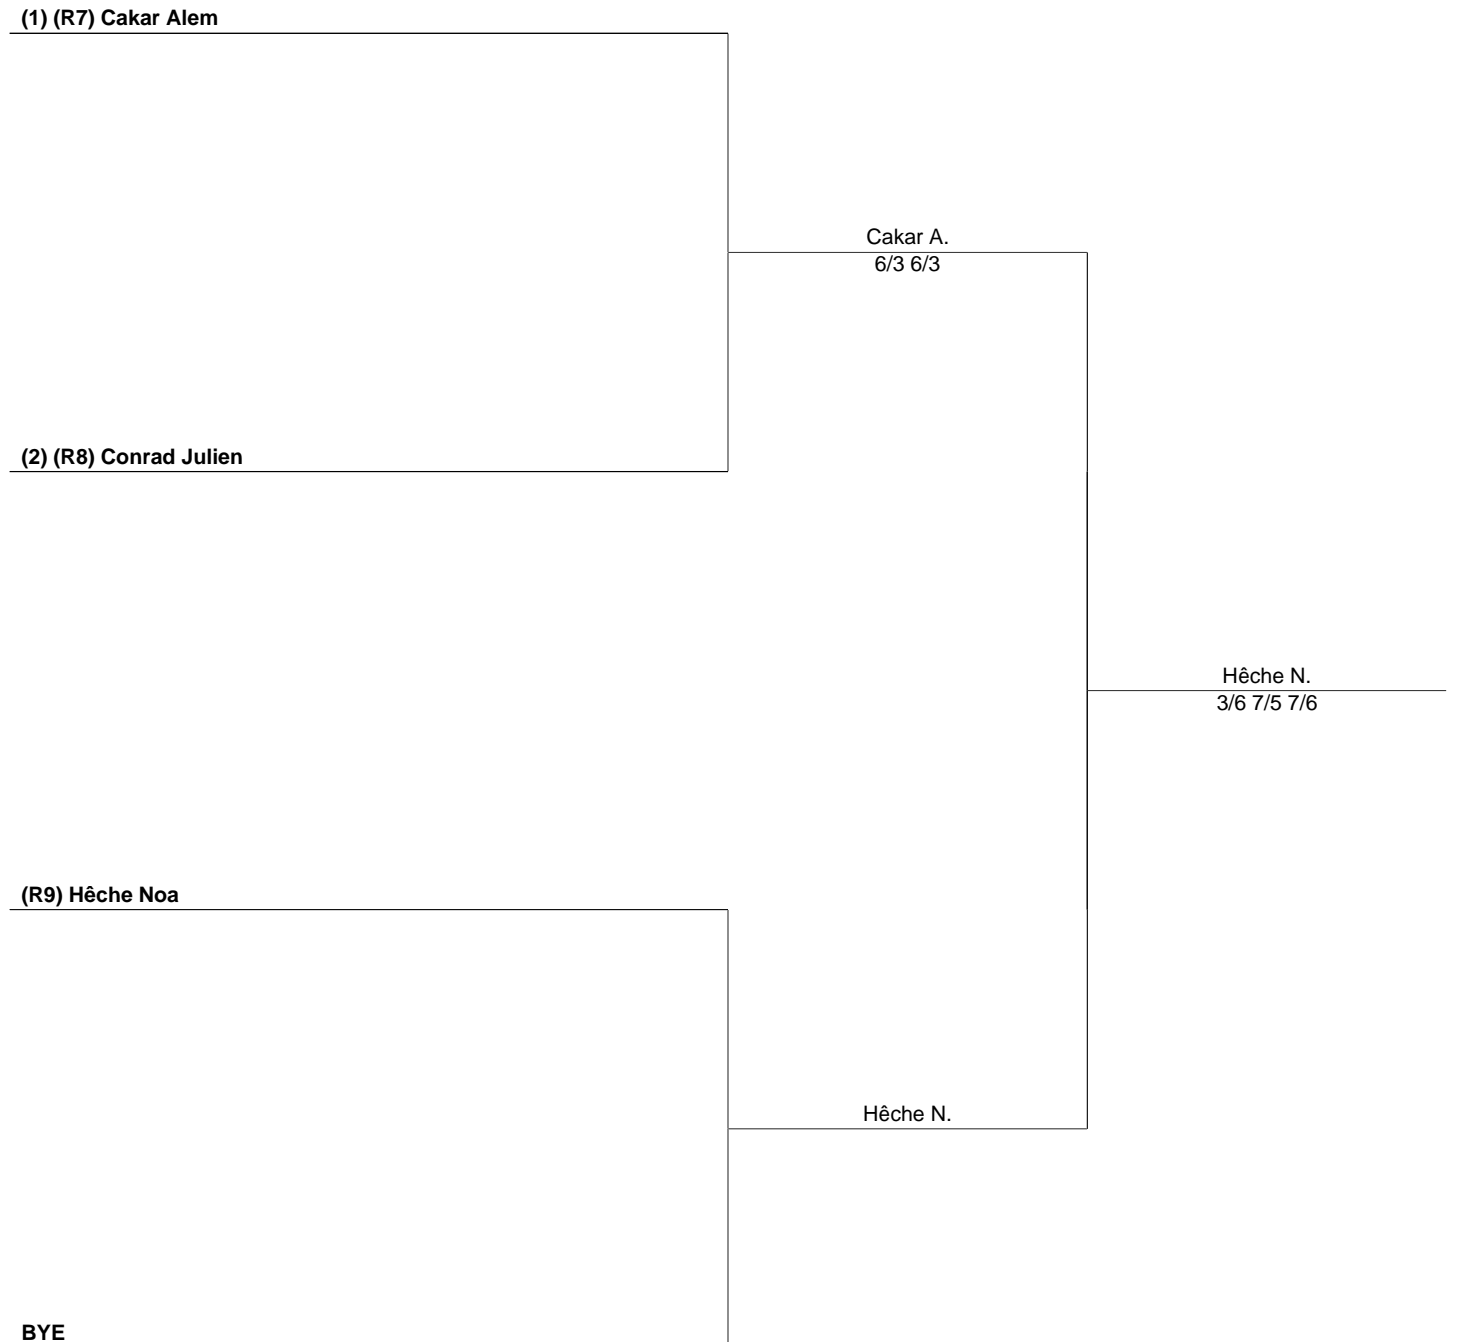 (1) (R7) Cakar Alem
Cakar A.
6/3 6/3
(2) (R8) Conrad Julien
Hêche N.
3/6 7/5 7/6
(R9) Hêche Noa
Hêche N.
BYE